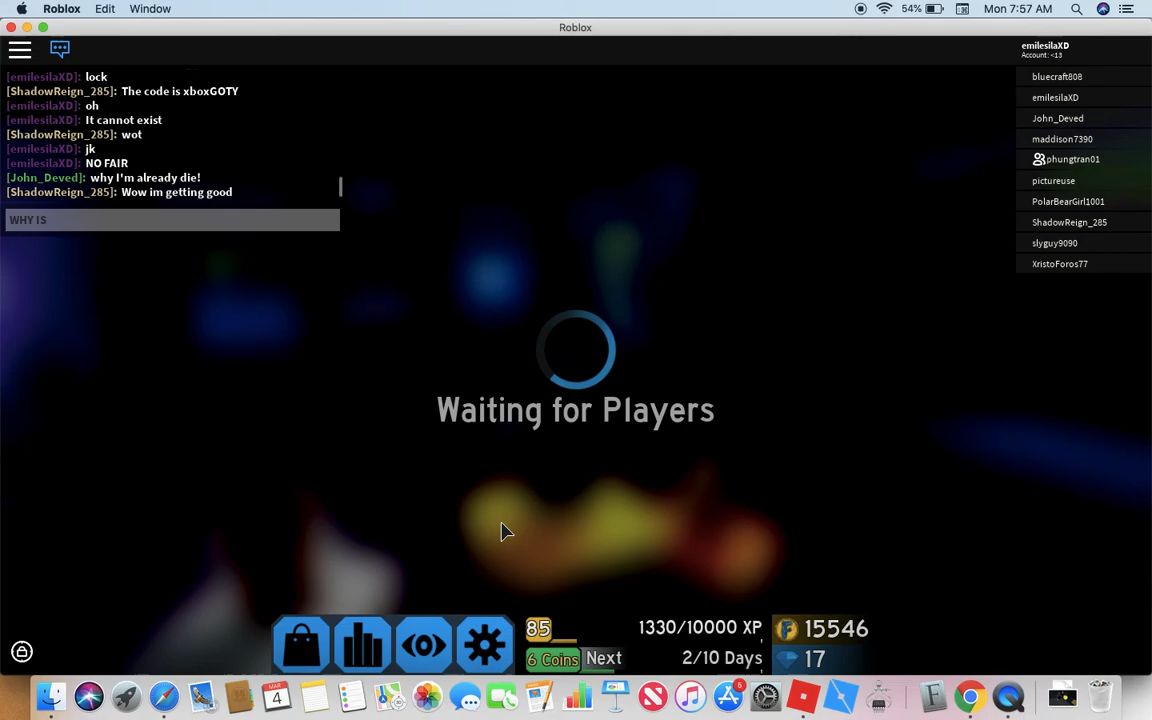 Roblox Edit Window 54% Mon 7:57 AM
Roblox
emilesilaXD
Account: <13
[emilesilaXD]: lock
[ShadowReign_285]: The code is xboxGOTY
[emilesilaXD]: oh
[emilesilaXD]: It cannot exist
[ShadowReign_285]: wot
[emilesilaXD]: jk
[emilesilaXD]: NO FAIR
[John_Deved]: why I'm already die!
[ShadowReign_285]: Wow im getting good
WHY IS
bluecraft808
emilesilaXD
John_Deved
maddison7390
phungtran01
pictureuse
PolarBearGirl1001
ShadowReign_285
slyguy9090
XristoForos77
Waiting for Players
85 1330/10000 XP F 15546
6 Coins Next 2/10 Days 17
MAR
4
6